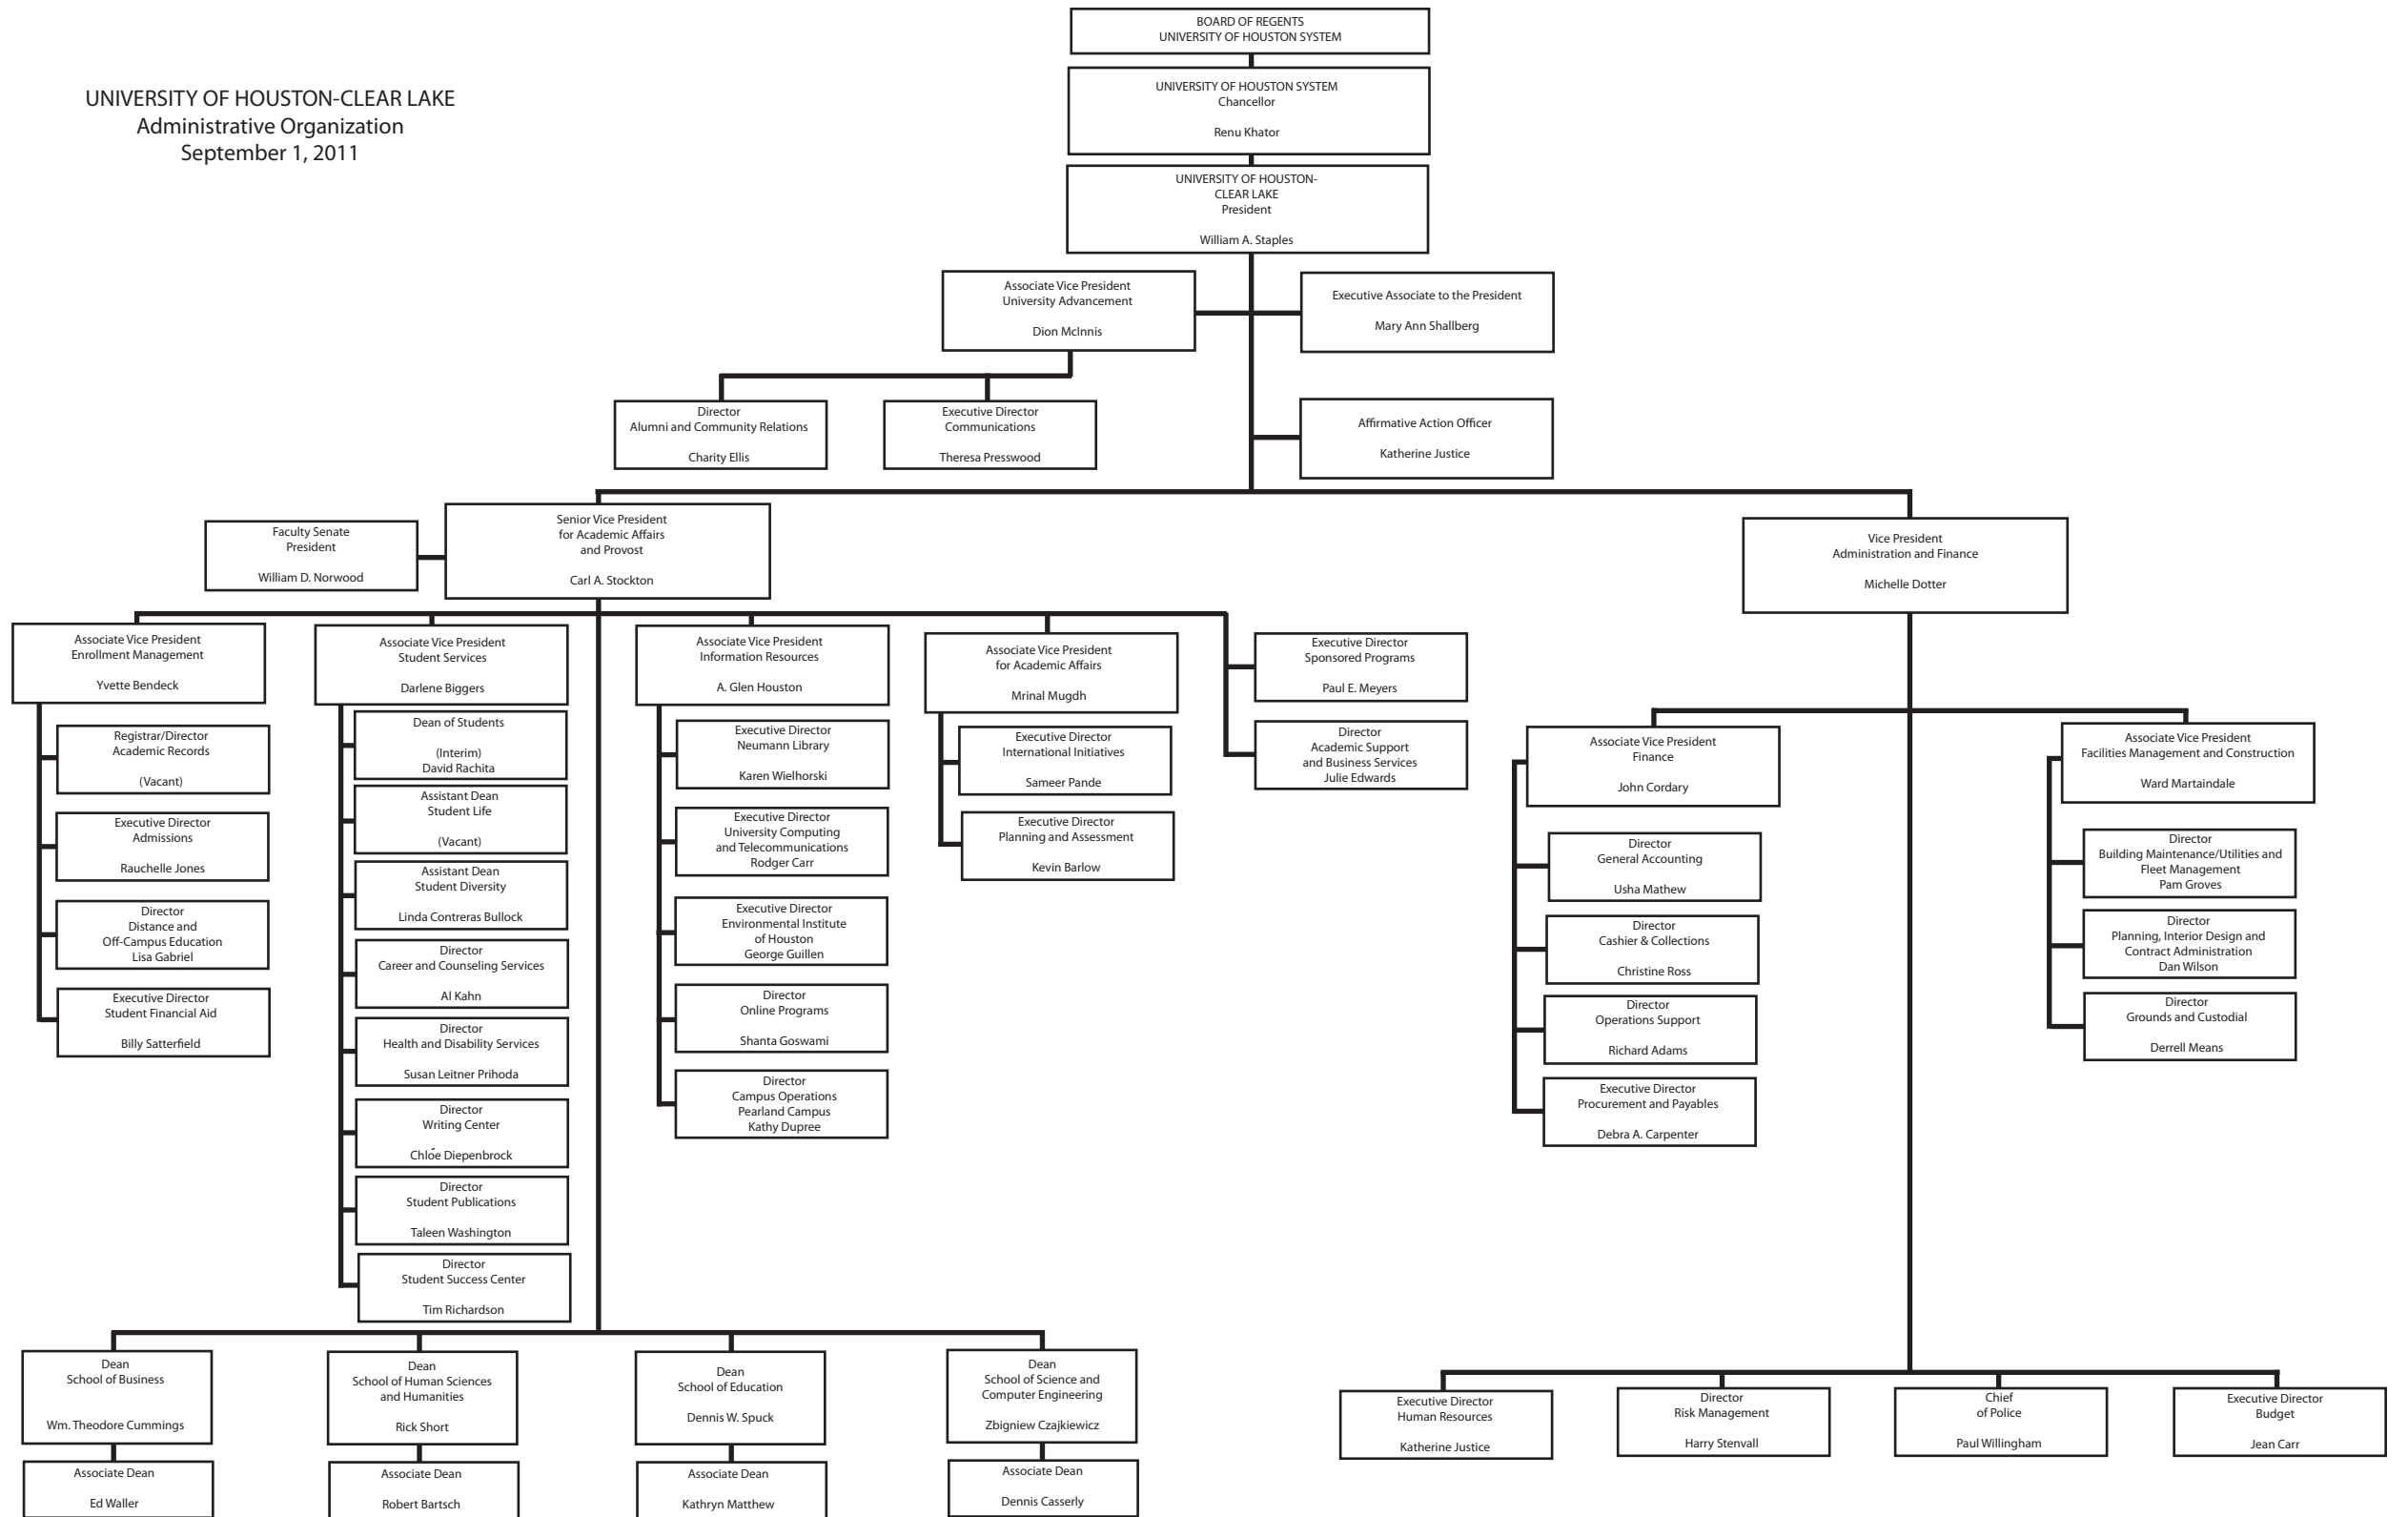 UNIVERSITY OF HOUSTON-CLEAR LAKE
Administrative Organization
September 1, 2011
BOARD OF REGENTS
UNIVERSITY OF HOUSTON SYSTEM
UNIVERSITY OF HOUSTON SYSTEM
Chancellor
Renu Khator
UNIVERSITY OF HOUSTON-
CLEAR LAKE
President
William A. Staples
Associate Vice President
University Advancement
Dion McInnis
Executive Associate to the President
Mary Ann Shallberg
Director
Alumni and Community Relations
Charity Ellis
Executive Director
Communications
Theresa Presswood
Affirmative Action Officer
Katherine Justice
Faculty Senate
President
William D. Norwood
Senior Vice President
for Academic Affairs
and Provost
Carl A. Stockton
Vice President
Administration and Finance
Michelle Dotter
Associate Vice President
Enrollment Management
Yvette Bendeck
Registrar/Director
Academic Records
(Vacant)
Executive Director
Admissions
Rauchelle Jones
Director
Distance and
Off-Campus Education
Lisa Gabriel
Executive Director
Student Financial Aid
Billy Satterfield
Associate Vice President
Student Services
Darlene Biggers
Dean of Students
(Interim)
David Rachita
Assistant Dean
Student Life
(Vacant)
Assistant Dean
Student Diversity
Linda Contreras Bullock
Director
Career and Counseling Services
Al Kahn
Director
Health and Disability Services
Susan Leitner Prihoda
Director
Writing Center
Chloe Diepenbrock
Director
Student Publications
Taleen Washington
Director
Student Success Center
Tim Richardson
Associate Vice President
Information Resources
A. Glen Houston
Executive Director
Neumann Library
Karen Wielhorski
Executive Director
University Computing
and Telecommunications
Rodger Carr
Executive Director
Environmental Institute
of Houston
George Guillen
Director
Online Programs
Shanta Goswami
Director
Campus Operations
Pearland Campus
Kathy Dupree
Associate Vice President
for Academic Affairs
Mrinal Mugdh
Executive Director
International Initiatives
Sameer Pande
Executive Director
Planning and Assessment
Kevin Barlow
Executive Director
Sponsored Programs
Paul E. Meyers
Director
Academic Support
and Business Services
Julie Edwards
Associate Vice President
Finance
John Cordary
Director
General Accounting
Usha Mathew
Director
Cashier & Collections
Christine Ross
Director
Operations Support
Richard Adams
Executive Director
Procurement and Payables
Debra A. Carpenter
Associate Vice President
Facilities Management and Construction
Ward Martaindale
Director
Building Maintenance/Utilities and
Fleet Management
Pam Groves
Director
Planning, Interior Design and
Contract Administration
Dan Wilson
Director
Grounds and Custodial
Derrell Means
Dean
School of Business
Wm. Theodore Cummings
Associate Dean
Ed Waller
Dean
School of Human Sciences
and Humanities
Rick Short
Associate Dean
Robert Bartsch
Dean
School of Education
Dennis W. Spuck
Associate Dean
Kathryn Matthew
Dean
School of Science and
Computer Engineering
Zbigniew Czajkiewicz
Associate Dean
Dennis Casserly
Executive Director
Human Resources
Katherine Justice
Director
Risk Management
Harry Stenvall
Chief
of Police
Paul Willingham
Executive Director
Budget
Jean Carr